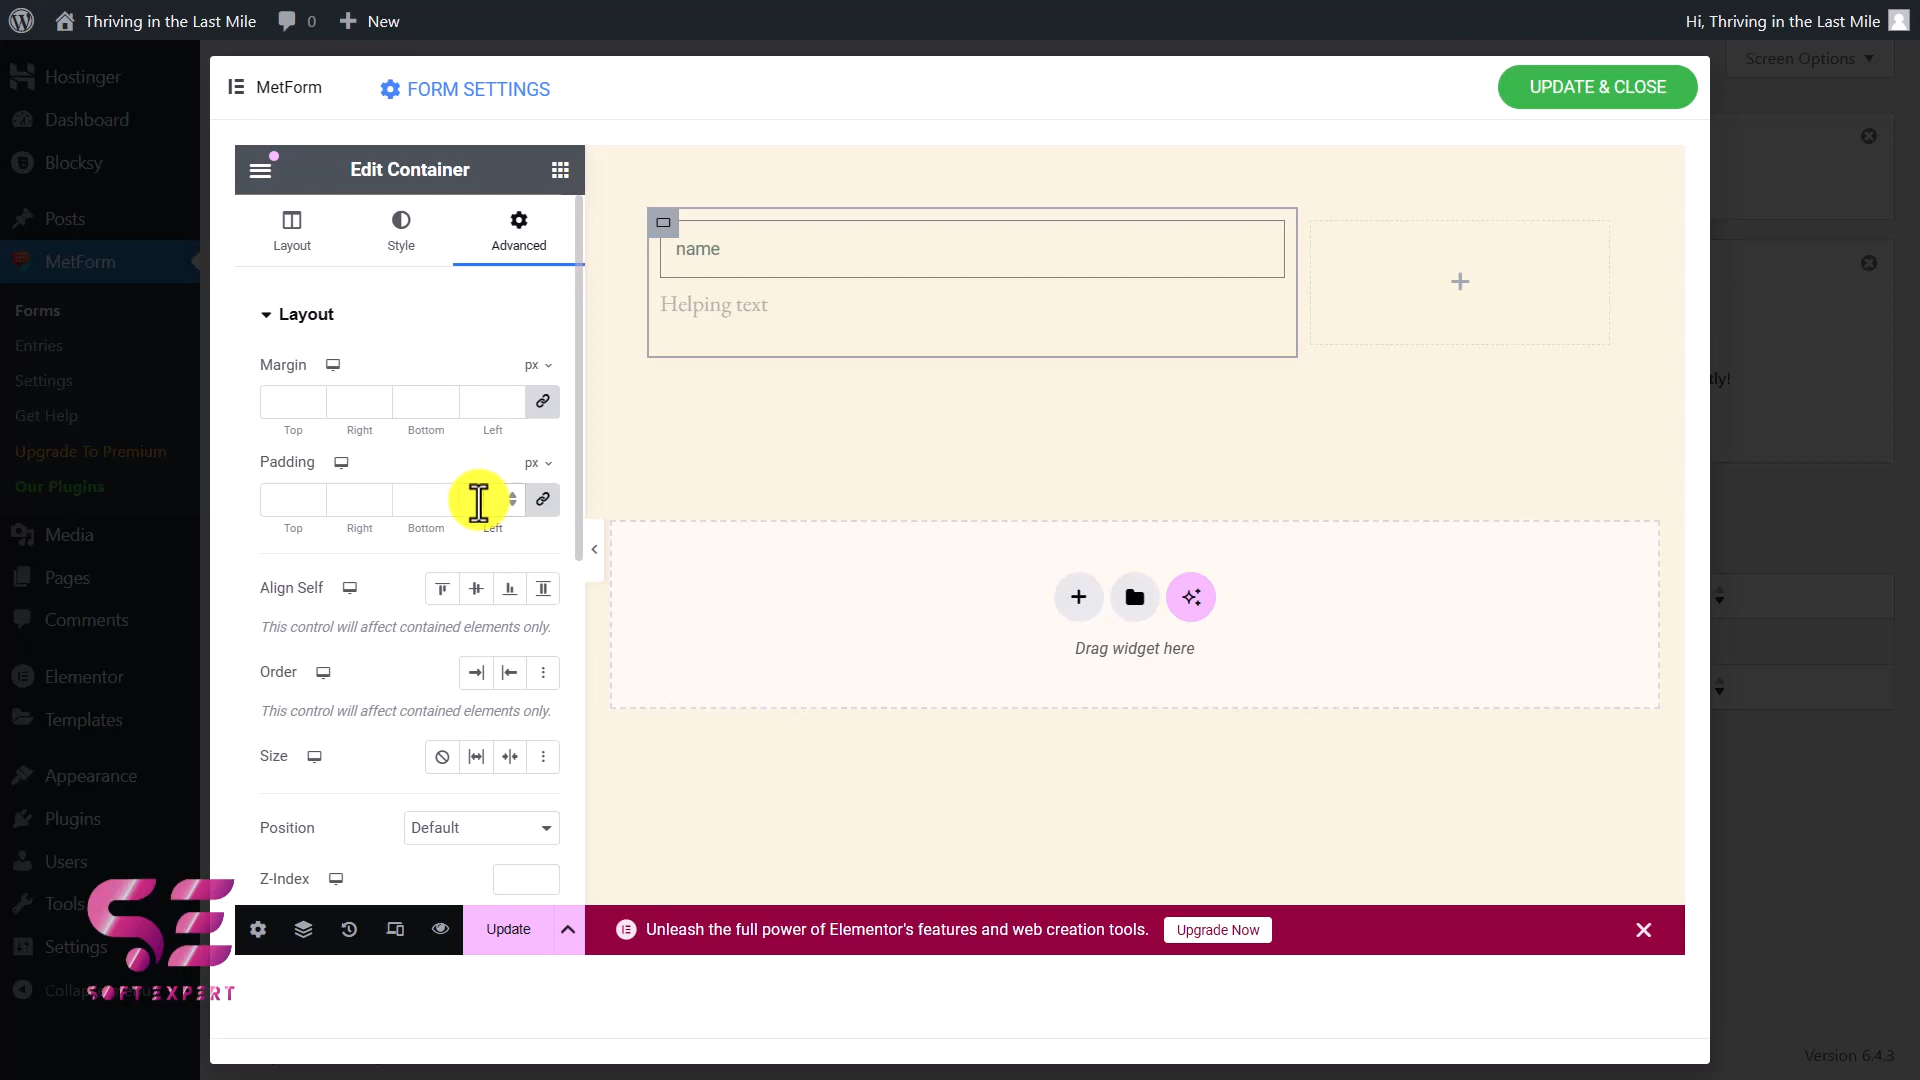 Thriving in the Last Mile
0
New
Hi, Thriving in the Last Mile
Hostinger
Dashboard
Blocksy
Posts
MetForm
Forms
Entries
Settings
Get Help
Upgrade To Premium
Our Plugins
Media
Pages
Comments
Elementor
Templates
Appearance
Plugins
Users
Tools
Settings
SOFT EXPERT
Screen Options
MetForm
FORM SETTINGS
UPDATE & CLOSE
Edit Container
Layout
Style
Advanced
Layout
Margin
px
Top
Right
Bottom
Left
Padding
px
Top
Right
Bottom
Left
Align Self
This control will affect contained elements only.
Order
This control will affect contained elements only.
Size
Position
Default
Z-Index
Update
name
Helping text
Drag widget here
Unleash the full power of Elementor's features and web creation tools.
Upgrade Now
tly!
Version 6.4.3